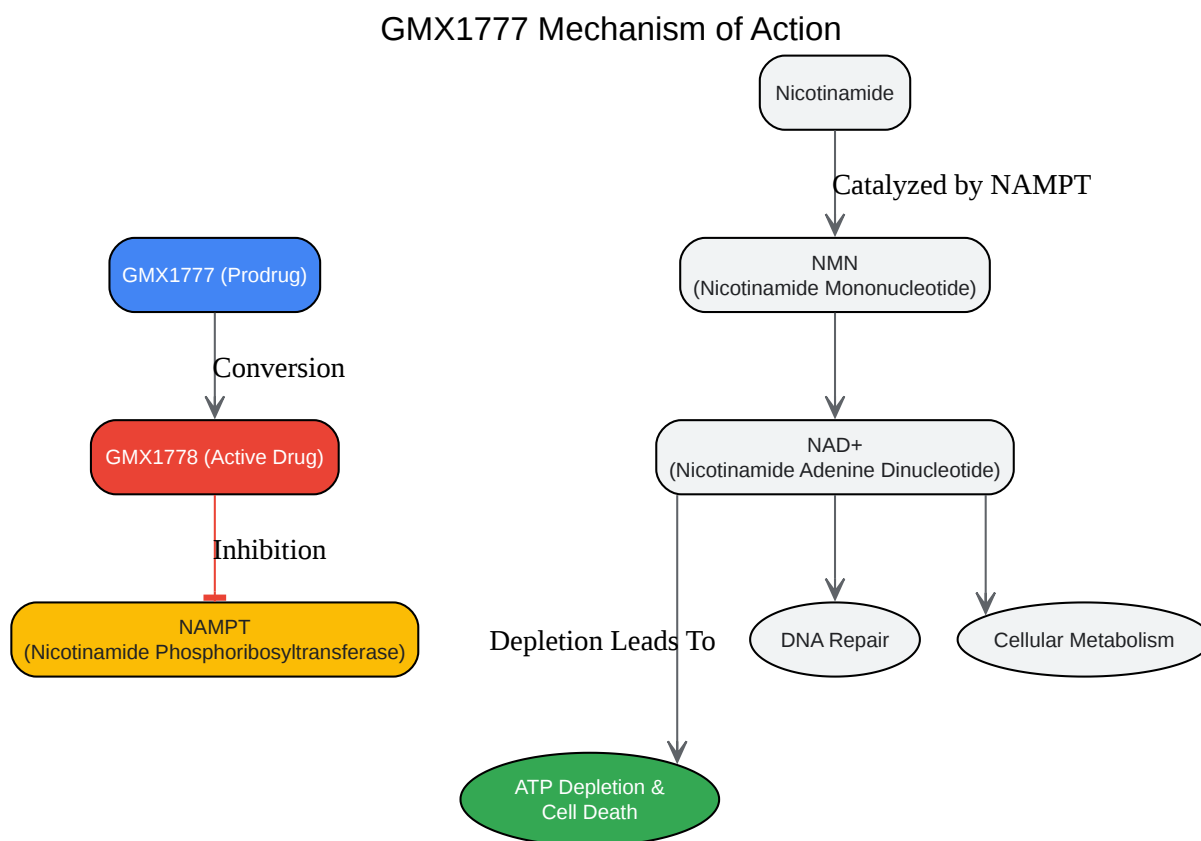 GMX1777 Mechanism of Action
Nicotinamide
Catalyzed by NAMPT
GMX1777 (Prodrug)
NMN
(Nicotinamide Mononucleotide)
Conversion
GMX1778 (Active Drug)
NAD+
(Nicotinamide Adenine Dinucleotide)
Inhibition
NAMPT
(Nicotinamide Phosphoribosyltransferase)
Depletion Leads To
DNA Repair
Cellular Metabolism
ATP Depletion &
Cell Death